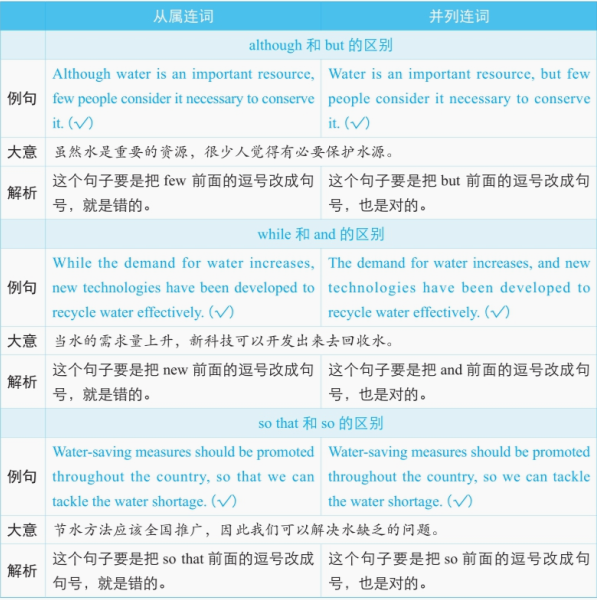 从属连词 并列连词
although 和 but 的区别
例句
Although water is an important resource,
few people consider it necessary to conserve
it. (✓)
Water is an important resource, but few
people consider it necessary to conserve
it. (✓)
大意 虽然水是重要的资源，很少人觉得有必要保护水源。
解析
这个句子要是把 few 前面的逗号改成句
号，就是错的。
这个句子要是把 but 前面的逗号改成句
号，也是对的。
while 和 and 的区别
例句
While the demand for water increases,
new technologies have been developed to
recycle water effectively. (✓)
The demand for water increases, and new
technologies have been developed to
recycle water effectively. (✓)
大意 当水的需求量上升，新科技可以开发出来去回收水。
解析
这个句子要是把 new 前面的逗号改成句
号，就是错的。
这个句子要是把 and 前面的逗号改成句
号，也是对的。
so that 和 so 的区别
例句
Water-saving measures should be promoted
throughout the country, so that we can
tackle the water shortage. (✓)
Water-saving measures should be promoted
throughout the country, so we can tackle
the water shortage. (✓)
大意 节水方法应该全国推广，因此我们可以解决水缺乏的问题。
解析
这个句子要是把 so that 前面的逗号改成
句号，就是错的。
这个句子要是把 so 前面的逗号改成句
号，也是对的。